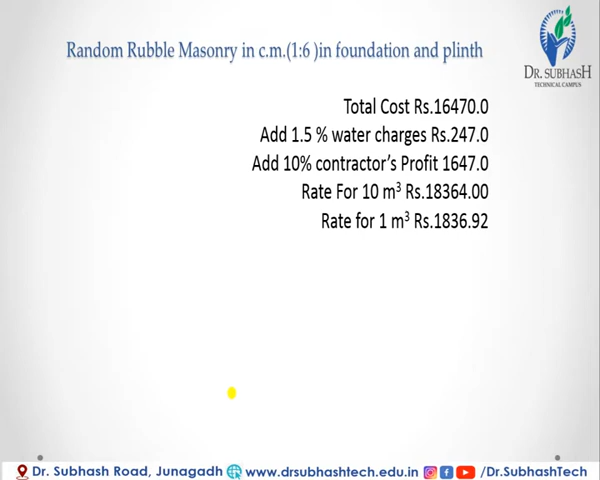 Random Rubble Masonry in c.m.(1:6 )in foundation and plinth
DR. SUBHASH
TECHNICAL CAMPUS
Total Cost Rs.16470.0
Add 1.5 % water charges Rs.247.0
Add 10% contractor’s Profit 1647.0
Rate For 10 m³ Rs.18364.00
Rate for 1 m³ Rs.1836.92
Dr. Subhash Road, Junagadh www.drsubhashtech.edu.in /Dr.SubhashTech